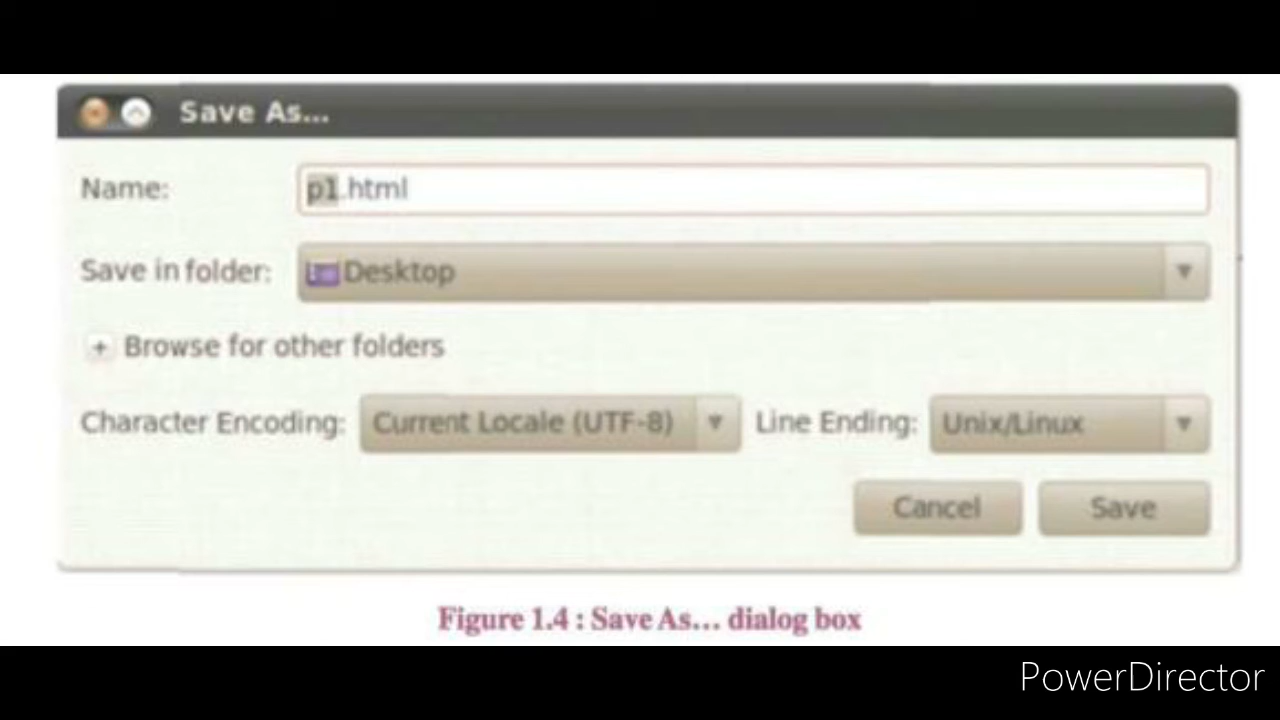 Save As...
Name: p1.html
Save in folder: Desktop
+ Browse for other folders
Character Encoding: Current Locale (UTF-8) Line Ending: Unix/Linux
Cancel Save
Figure 1.4 : Save As... dialog box
PowerDirector